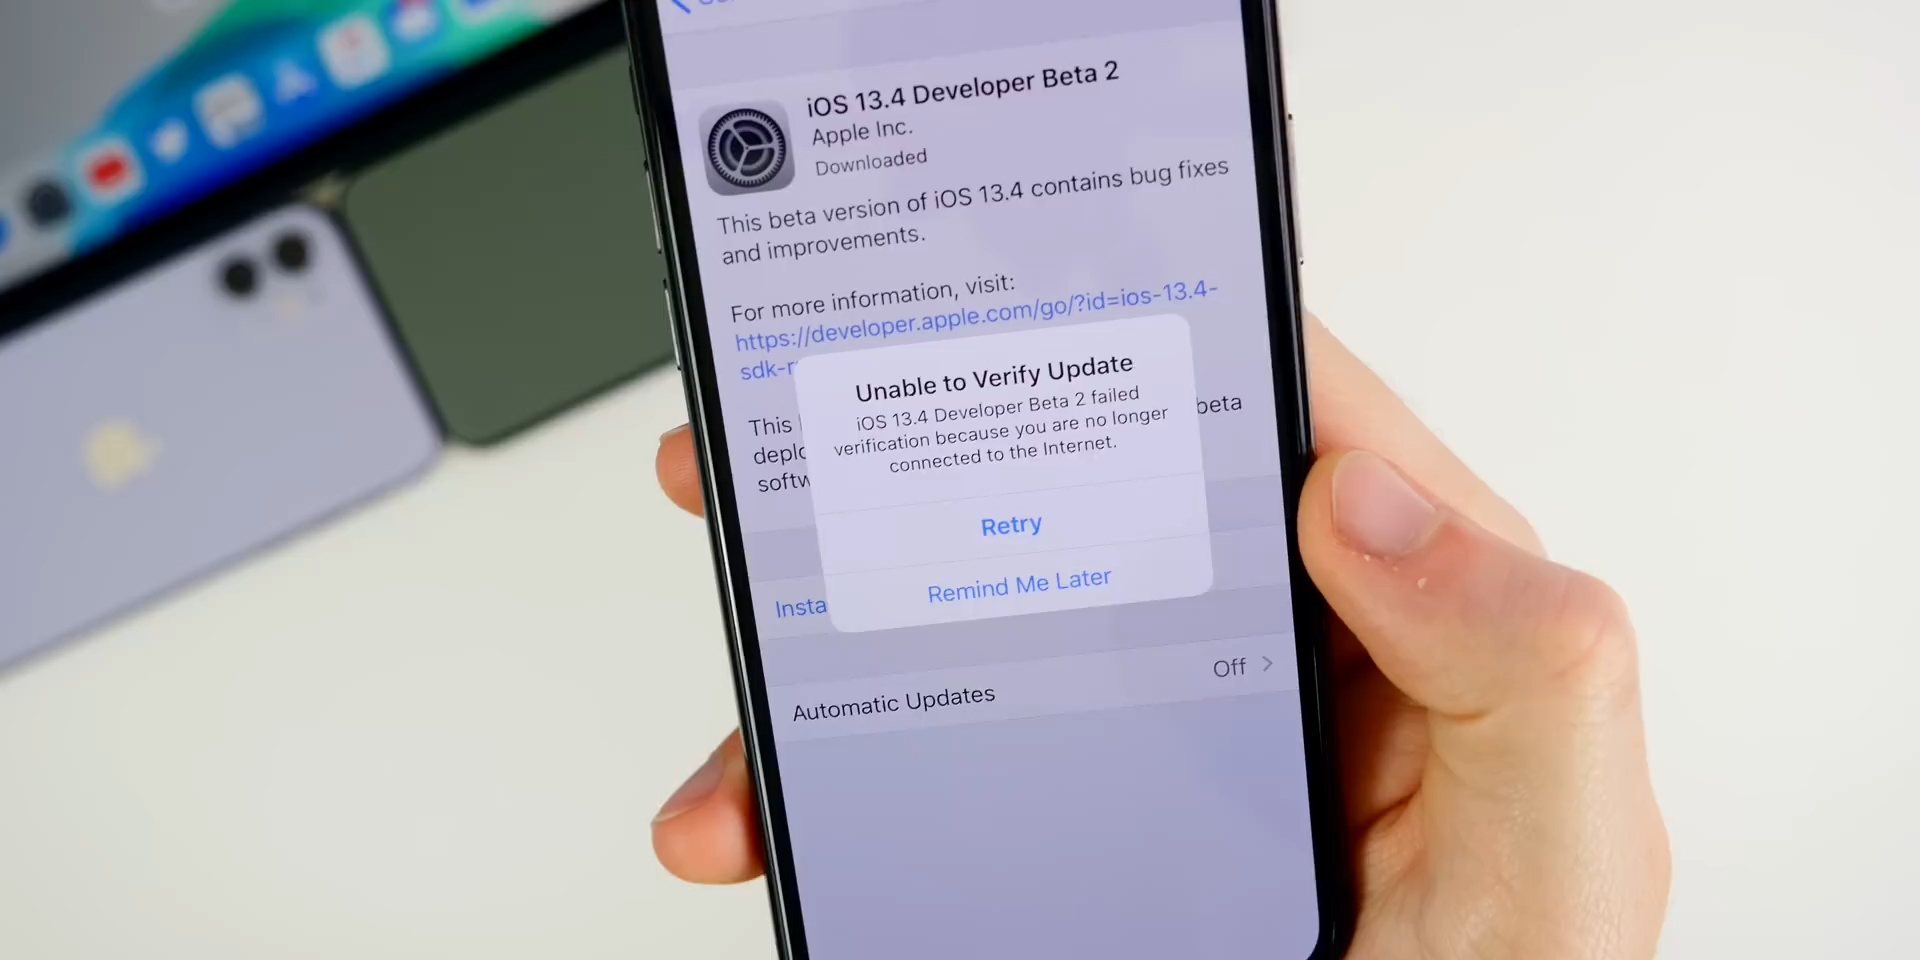 iOS 13.4 Developer Beta 2
Apple Inc.
Downloaded
This beta version of iOS 13.4 contains bug fixes
and improvements.
For more information, visit:
https://developer.apple.com/go/?id=ios-13.4-
sdk-r
Unable to Verify Update
iOS 13.4 Developer Beta 2 failed
verification because you are no longer
connected to the Internet.
This beta
deplo
softw
Retry
Remind Me Later
Insta
Automatic Updates Off